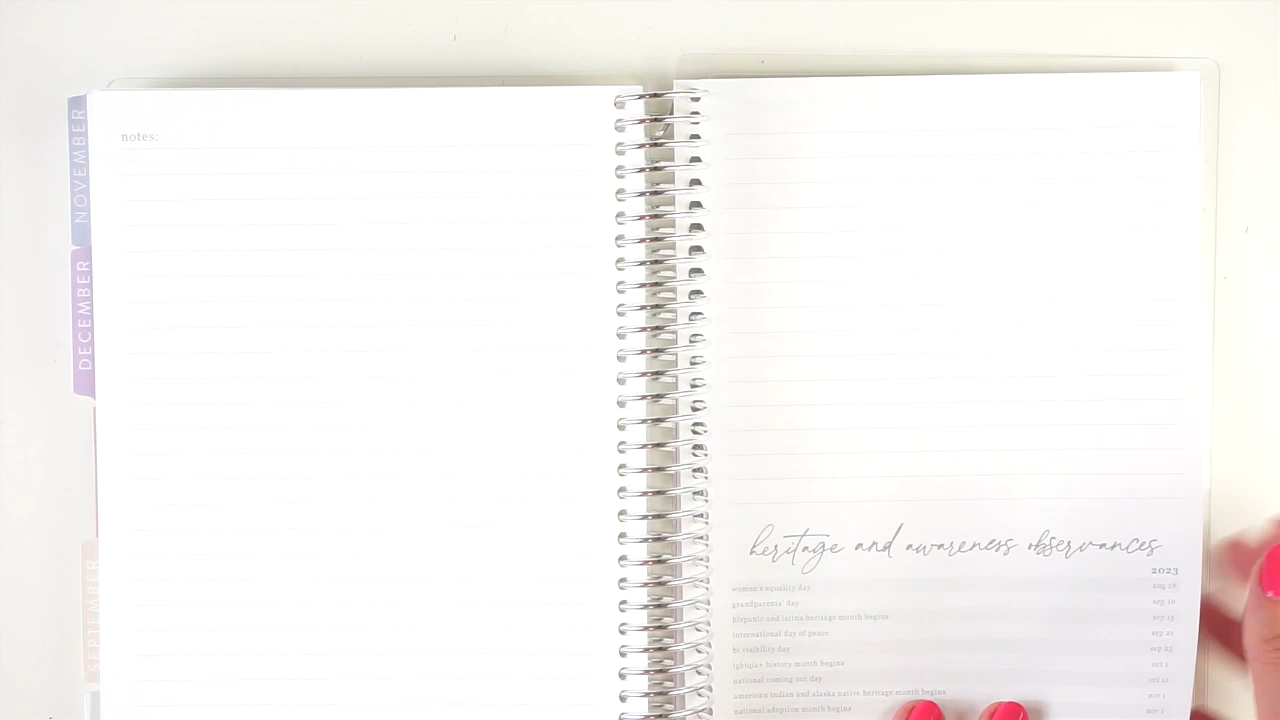 NOVEMBER
DECEMBER
SEPTEMBER
notes:
heritage and awareness observances
2023
women's equality day aug 26
grandparents' day sep 10
hispanic and latinx heritage month begins sep 15
international day of peace sep 21
bi visibility day sep 23
lgbtqia+ history month begins oct 1
national coming out day oct 11
american indian and alaska native heritage month begins nov 1
national adoption month begins nov 1